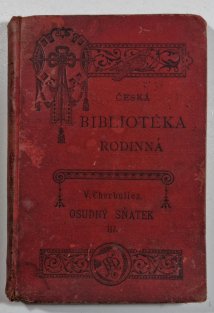 ČESKÁ
BIBLIOTÉKA
RODINNÁ
V. Cherbuliez.
OSUDNÝ SŇATEK
III.